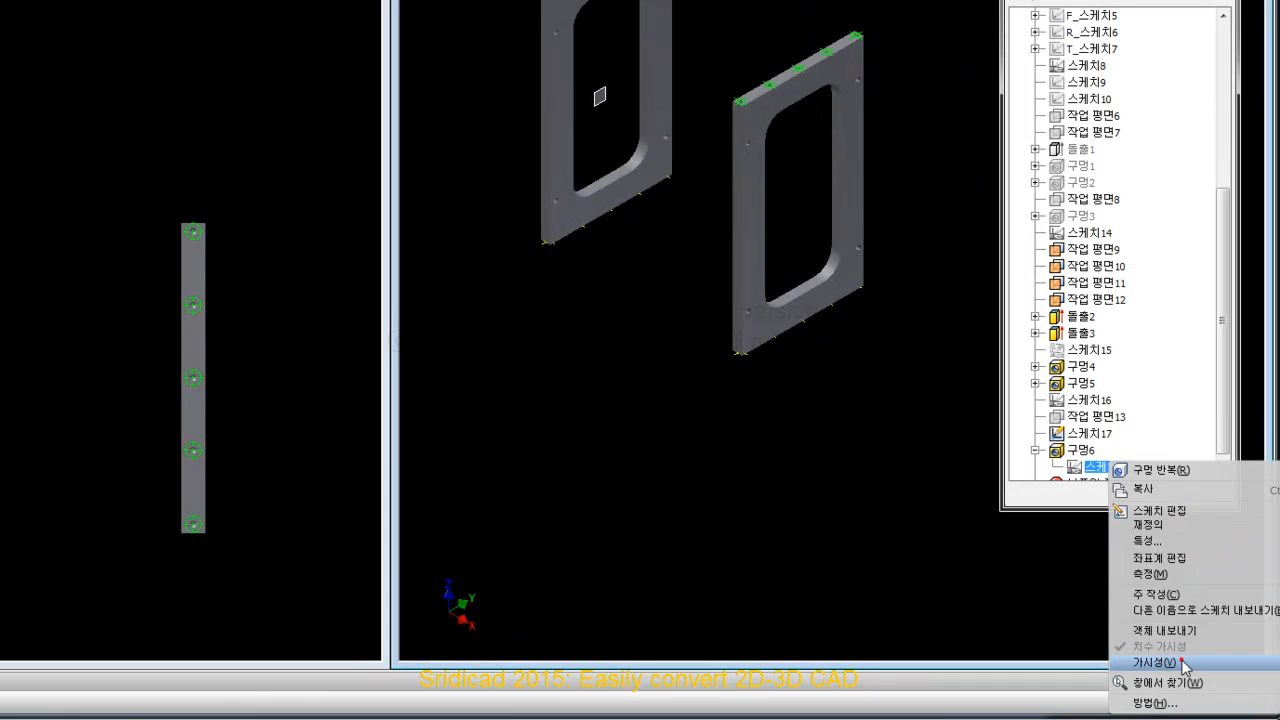 F_스케치5
R_스케치6
T_스케치7
스케치8
스케치9
스케치10
작업 평면6
작업 평면7
돌출1
구멍1
구멍2
작업 평면8
구멍3
스케치14
작업 평면9
작업 평면10
작업 평면11
작업 평면12
돌출2
돌출3
스케치15
구멍4
구멍5
스케치16
작업 평면13
스케치17
구멍6
구멍 반복(R)
복사
스케치 편집
재정의
특성...
좌표계 편집
측정(M)
주 작성(C)
다른 이름으로 스케치 내보내기
객체 내보내기
치수 가시성
가시성(V)
창에서 찾기(W)
방법(H)...
Z
Y
X
Sridicad 2015: Easily convert 2D-3D CAD